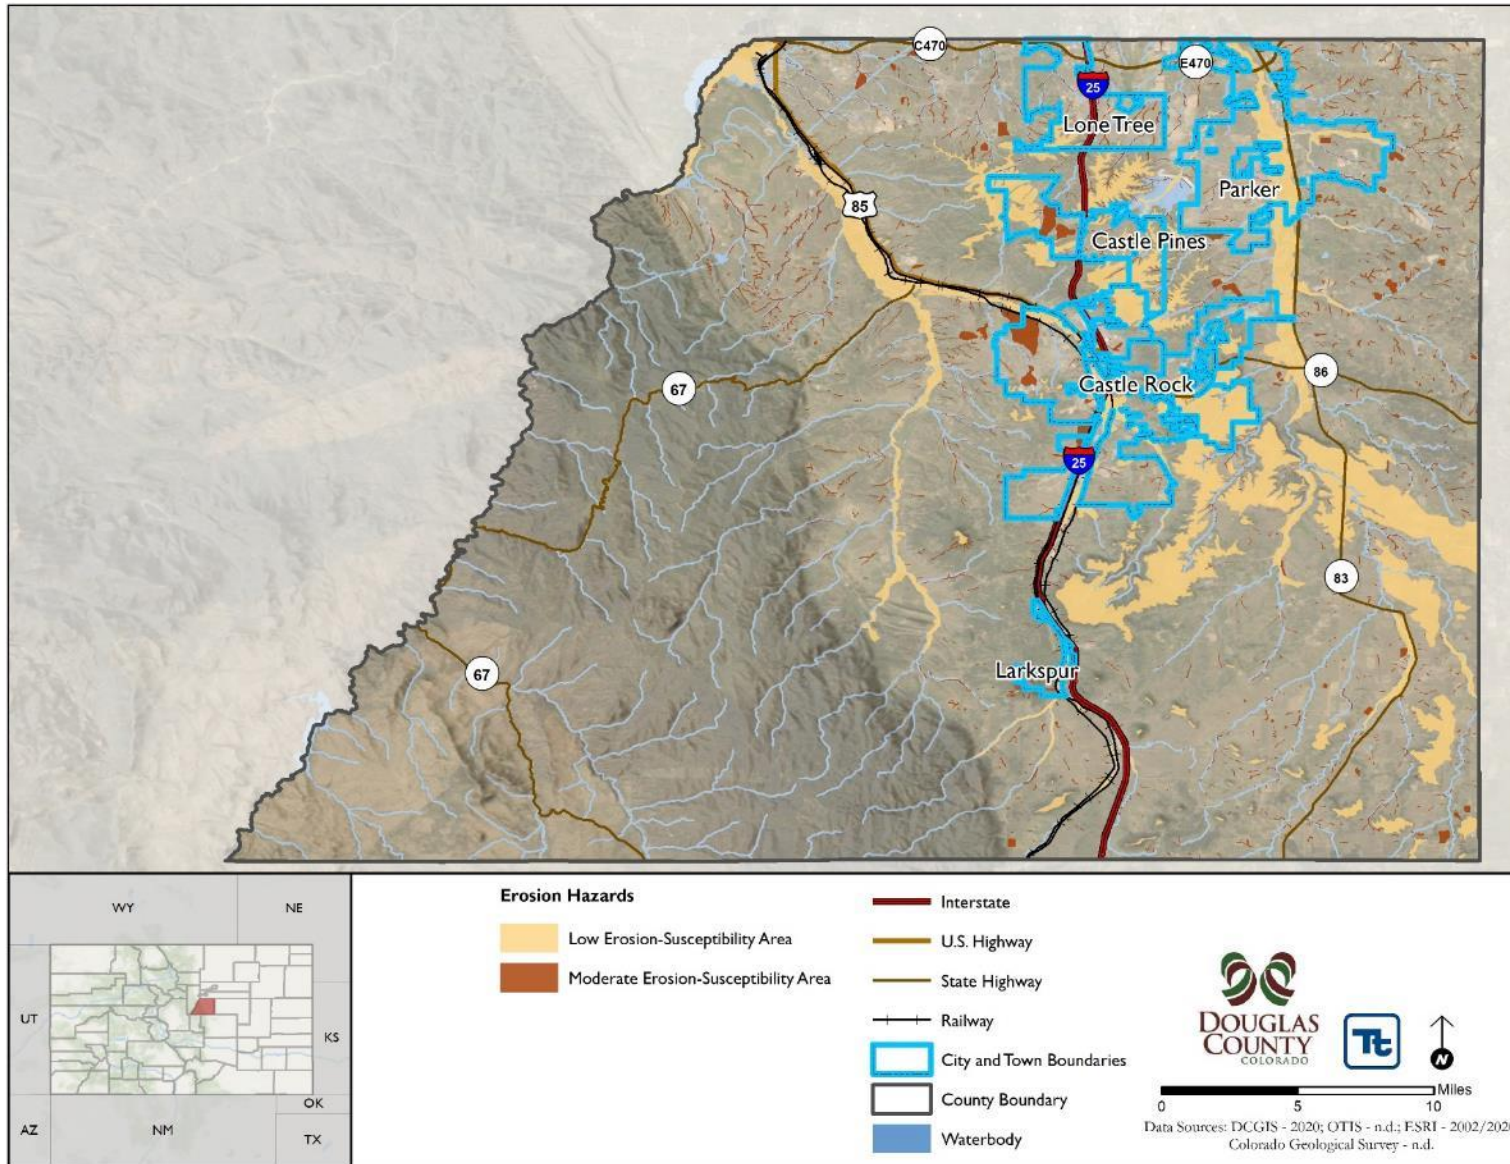 C470
E470
25
Lone Tree
Parker
85
Castle Pines
67
86
Castle Rock
25
83
67
Larkspur
WY
NE
UT
KS
OK
AZ
NM
TX
Erosion Hazards
Low Erosion-Susceptibility Area
Moderate Erosion-Susceptibility Area
Interstate
U.S. Highway
State Highway
Railway
City and Town Boundaries
County Boundary
Waterbody
DOUGLAS
COUNTY
COLORADO
Tt
N
Miles
0 5 10
Data Sources: DCGIS - 2020; OTIS - n.d.; ESRI - 2002/202
Colorado Geological Survey - n.d.